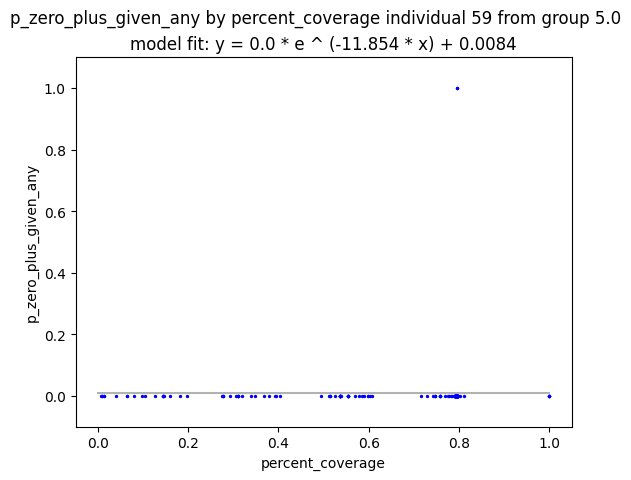 p_zero_plus_given_any by percent_coverage individual 59 from group 5.0
model fit: y = 0.0 * e ^ (-11.854 * x) + 0.0084
1.0
0.8
0.6
0.4
0.2
0.0
p_zero_plus_given_any
0.0 0.2 0.4 0.6 0.8 1.0
percent_coverage